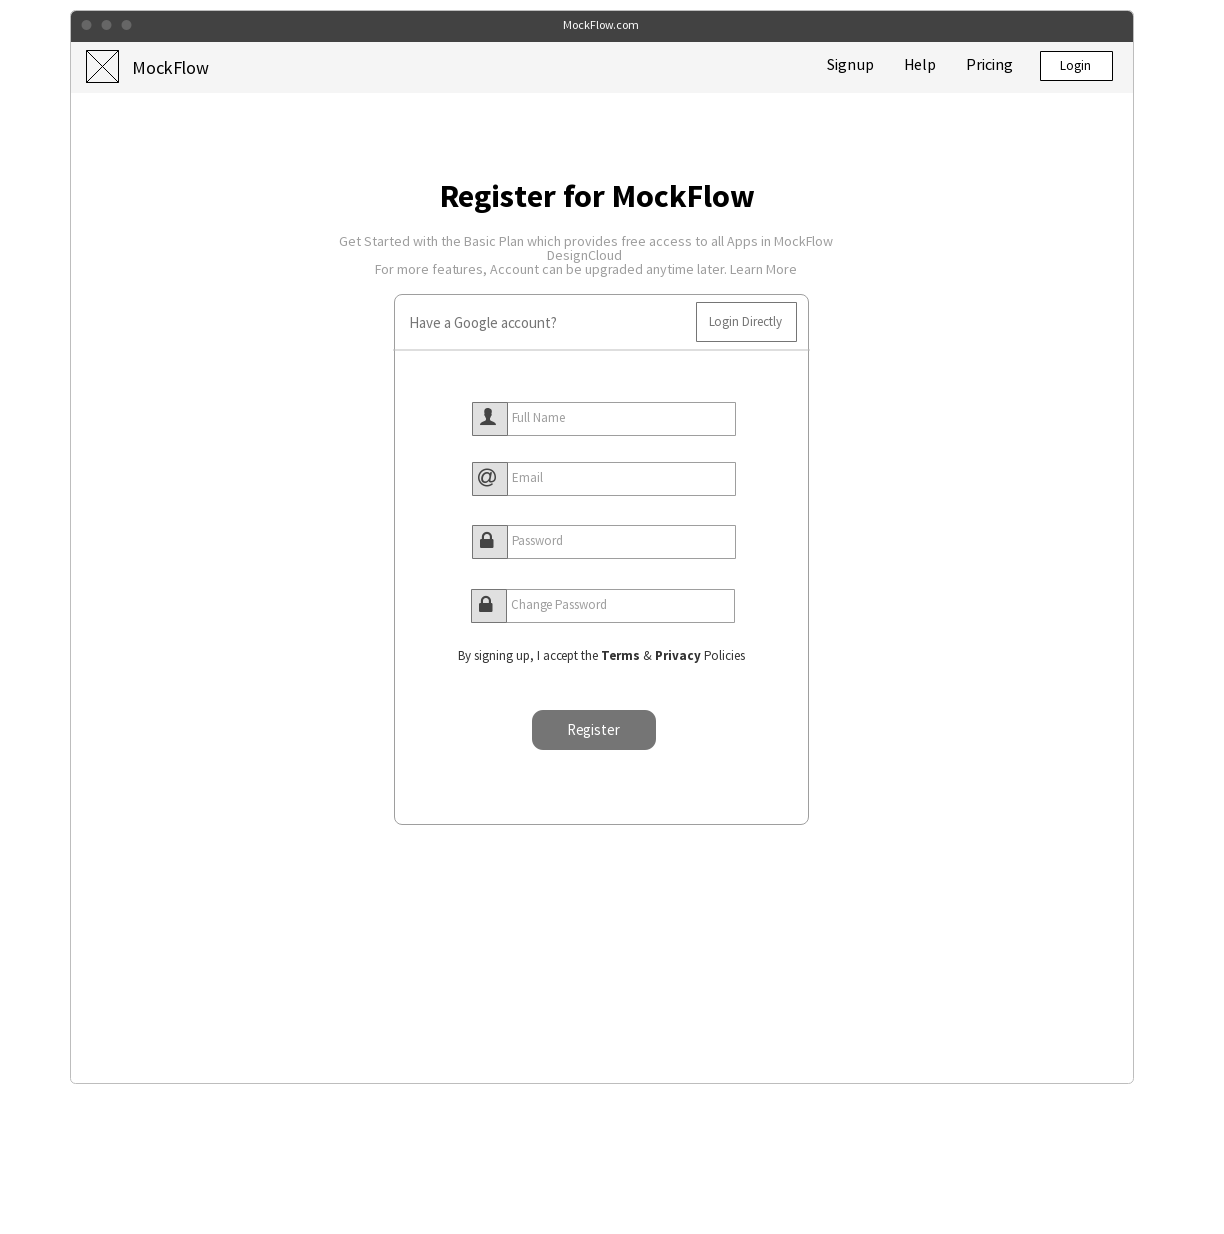 MockFlow.com
MockFlow
Signup Help Pricing Login
Register for MockFlow
Get Started with the Basic Plan which provides free access to all Apps in MockFlow
DesignCloud
For more features, Account can be upgraded anytime later. Learn More
Have a Google account? Login Directly
Full Name
@ Email
Password
Change Password
By signing up, I accept the Terms & Privacy Policies
Register